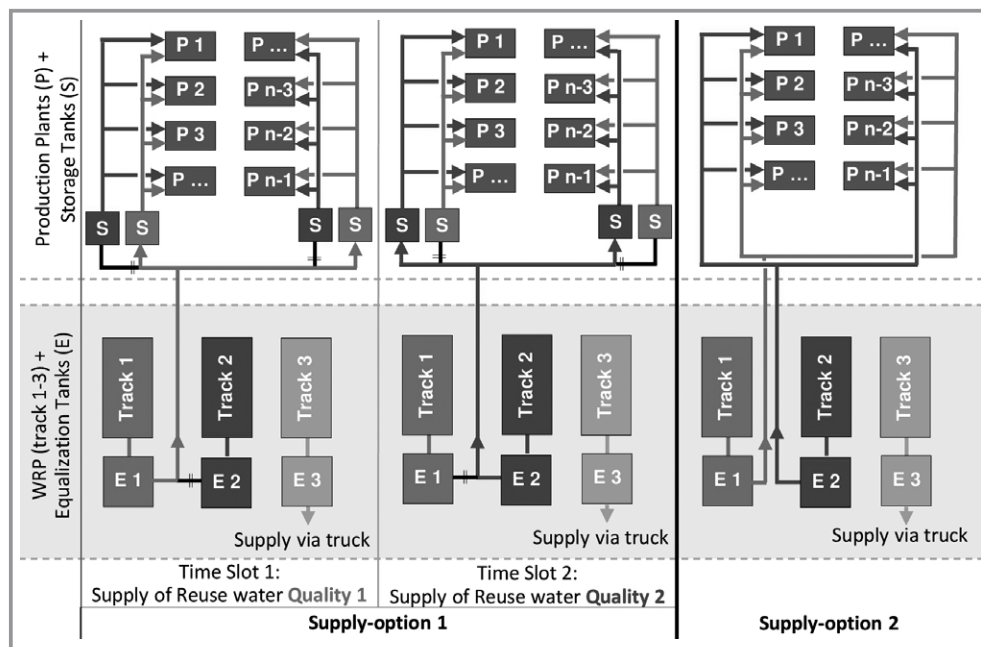 Production Plants (P) +
Storage Tanks (S)
P 1
P ...
P 2
P n-3
P 3
P n-2
P ...
P n-1
S
S
S
S
P 1
P ...
P 2
P n-3
P 3
P n-2
P ...
P n-1
S
S
S
S
P 1
P ...
P 2
P n-3
P 3
P n-2
P ...
P n-1
WRP (track 1-3) +
Equalization Tanks (E)
Track 1
Track 2
Track 3
E 1
E 2
E 3
Supply via truck
Track 1
Track 2
Track 3
E 1
E 2
E 3
Supply via truck
Track 1
Track 2
Track 3
E 1
E 2
E 3
Supply via truck
Time Slot 1:
Supply of Reuse water Quality 1
Time Slot 2:
Supply of Reuse water Quality 2
Supply-option 1
Supply-option 2